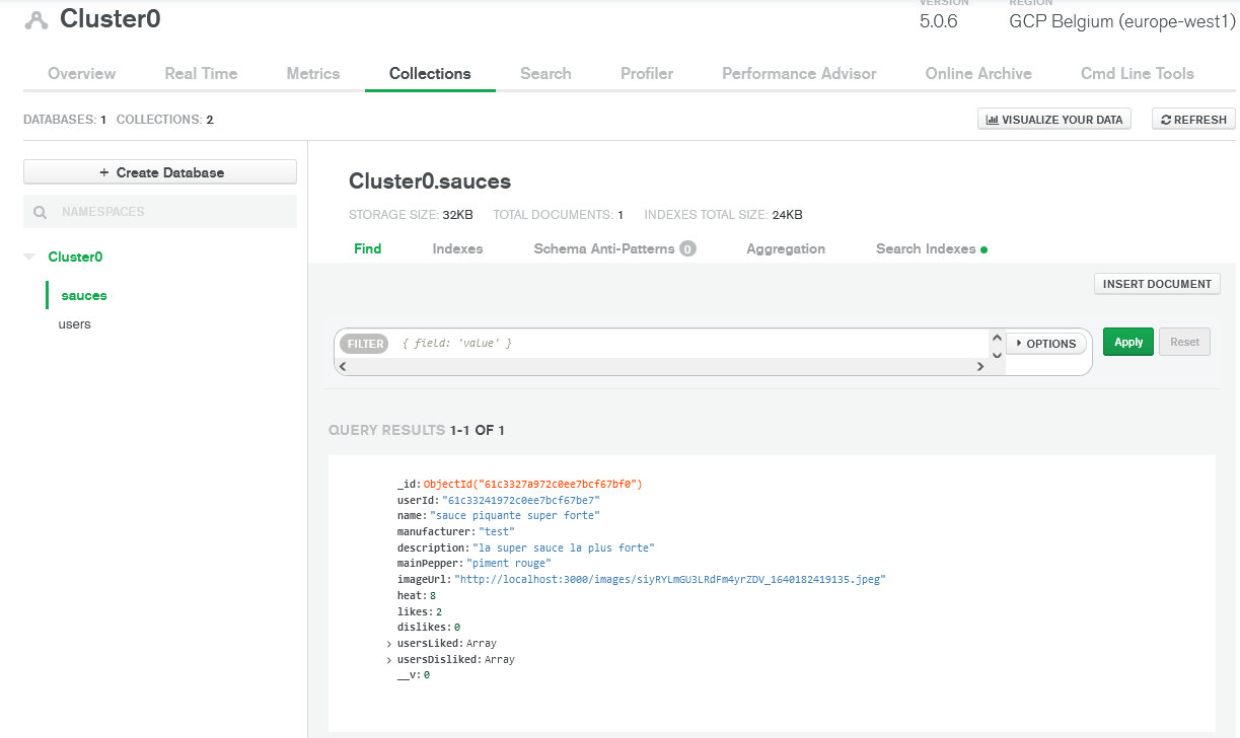 Cluster0
VERSION
5.0.6
REGION
GCP Belgium (europe-west1)
Overview Real Time Metrics Collections Search Profiler Performance Advisor Online Archive Cmd Line Tools
DATABASES: 1 COLLECTIONS: 2
VISUALIZE YOUR DATA
REFRESH
+ Create Database
NAMESPACES
Cluster0
sauces
users
Cluster0.sauces
STORAGE SIZE: 32KB TOTAL DOCUMENTS: 1 INDEXES TOTAL SIZE: 24KB
Find Indexes Schema Anti-Patterns 0 Aggregation Search Indexes
INSERT DOCUMENT
FILTER { field: 'value' }
OPTIONS
Apply
Reset
QUERY RESULTS 1-1 OF 1
_id: ObjectId("61c3327a972c0ee7bcf67bf0")
userId: "61c33241972c0ee7bcf67be7"
name: "sauce piquante super forte"
manufacturer: "test"
description: "la super sauce la plus forte"
mainPepper: "piment rouge"
imageUrl: "http://localhost:3000/images/siyRYLmGU3LRdFm4yrZDV_1640182419135.jpeg"
heat: 8
likes: 2
dislikes: 0
usersLiked: Array
usersDisliked: Array
__v: 0